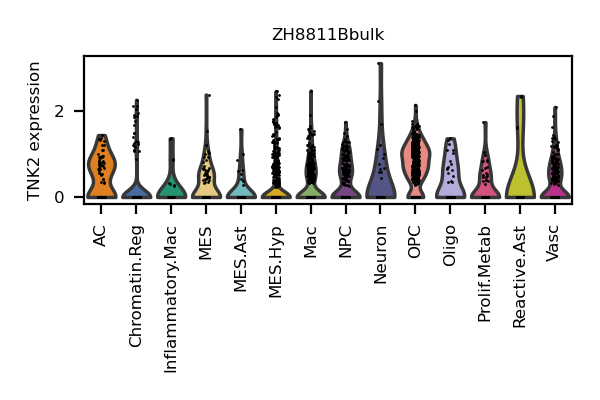 ZH8811Bbulk
TNK2 expression
2
0
AC
Chromatin.Reg
Inflammatory.Mac
MES
MES.Ast
MES.Hyp
Mac
NPC
Neuron
OPC
Oligo
Prolif.Metab
Reactive.Ast
Vasc